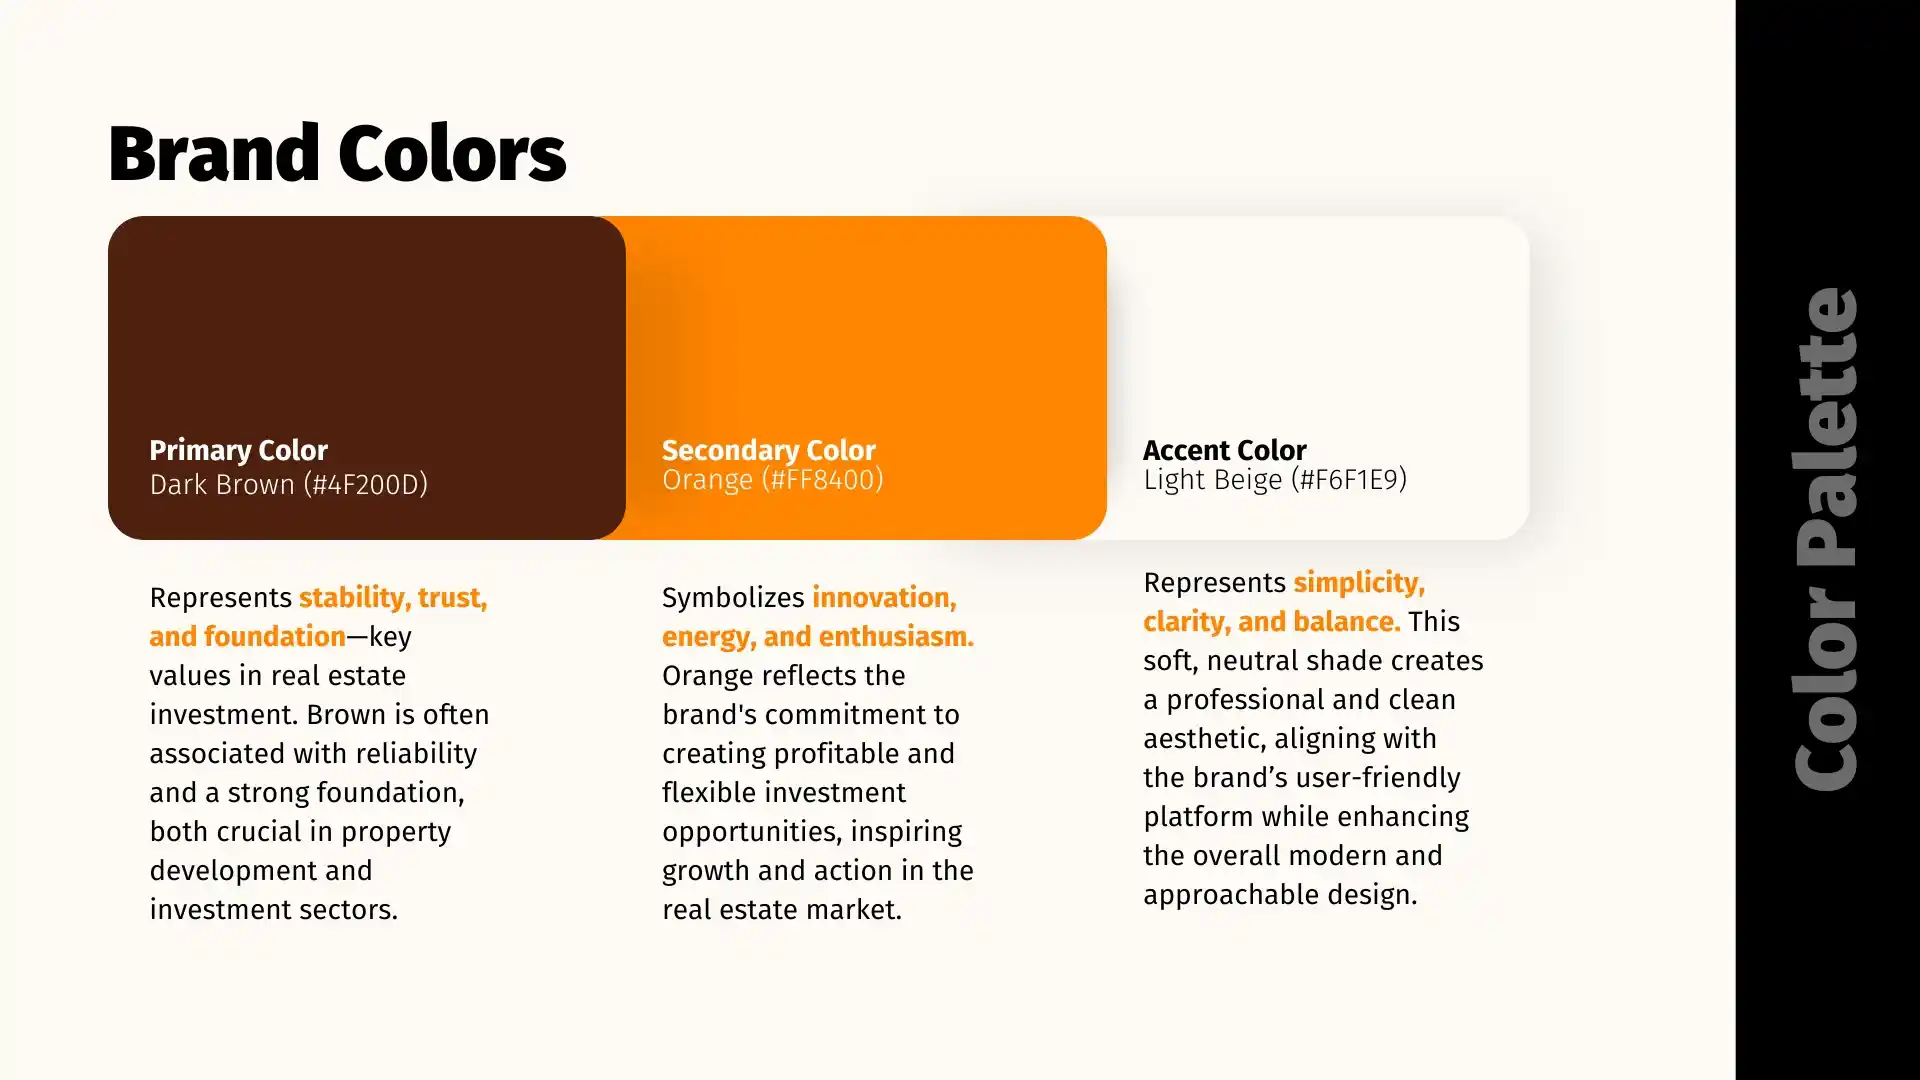 Brand Colors
Primary Color
Dark Brown (#4F200D)
Secondary Color
Orange (#FF8400)
Accent Color
Light Beige (#F6F1E9)
Represents stability, trust,
and foundation—key
values in real estate
investment. Brown is often
associated with reliability
and a strong foundation,
both crucial in property
development and
investment sectors.
Symbolizes innovation,
energy, and enthusiasm.
Orange reflects the
brand's commitment to
creating profitable and
flexible investment
opportunities, inspiring
growth and action in the
real estate market.
Represents simplicity,
clarity, and balance. This
soft, neutral shade creates
a professional and clean
aesthetic, aligning with
the brand’s user-friendly
platform while enhancing
the overall modern and
approachable design.
Color Palette